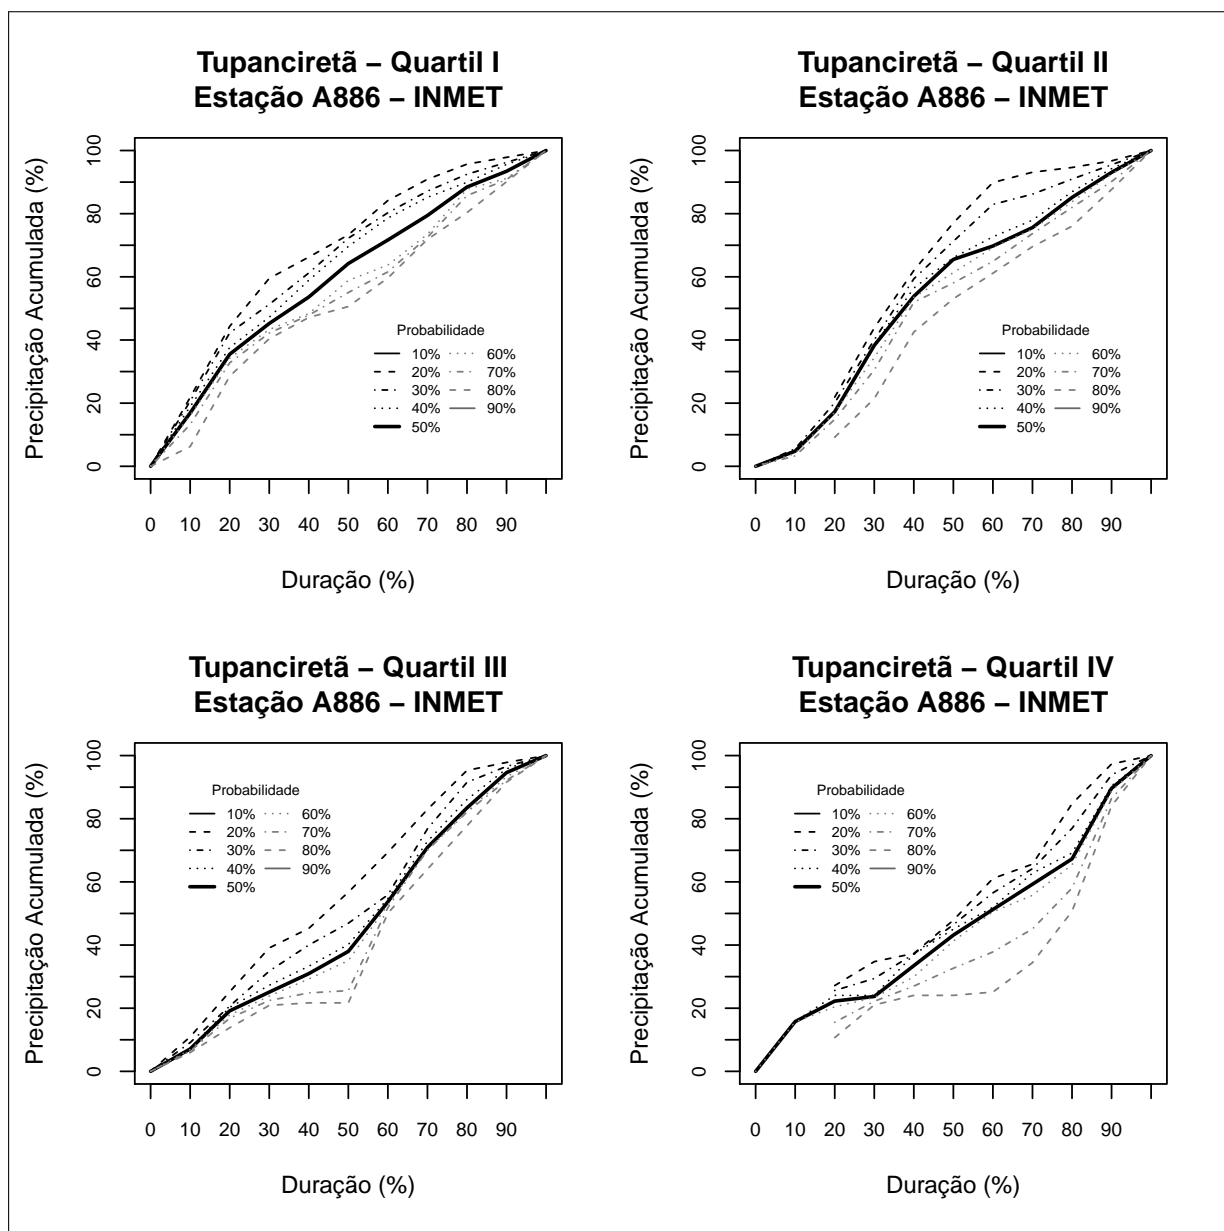 Tupanciretã – Quartil I
Estação A886 – INMET
Precipitação Acumulada (%)
100
80
60
40
20
0
Probabilidade
10%
20%
30%
40%
50%
60%
70%
80%
90%
0 10 20 30 40 50 60 70 80 90
Duração (%)
Tupanciretã – Quartil II
Estação A886 – INMET
Precipitação Acumulada (%)
100
80
60
40
20
0
Probabilidade
10%
20%
30%
40%
50%
60%
70%
80%
90%
0 10 20 30 40 50 60 70 80 90
Duração (%)
Tupanciretã – Quartil III
Estação A886 – INMET
Precipitação Acumulada (%)
100
80
60
40
20
0
Probabilidade
10%
20%
30%
40%
50%
60%
70%
80%
90%
0 10 20 30 40 50 60 70 80 90
Duração (%)
Tupanciretã – Quartil IV
Estação A886 – INMET
Precipitação Acumulada (%)
100
80
60
40
20
0
Probabilidade
10%
20%
30%
40%
50%
60%
70%
80%
90%
0 10 20 30 40 50 60 70 80 90
Duração (%)